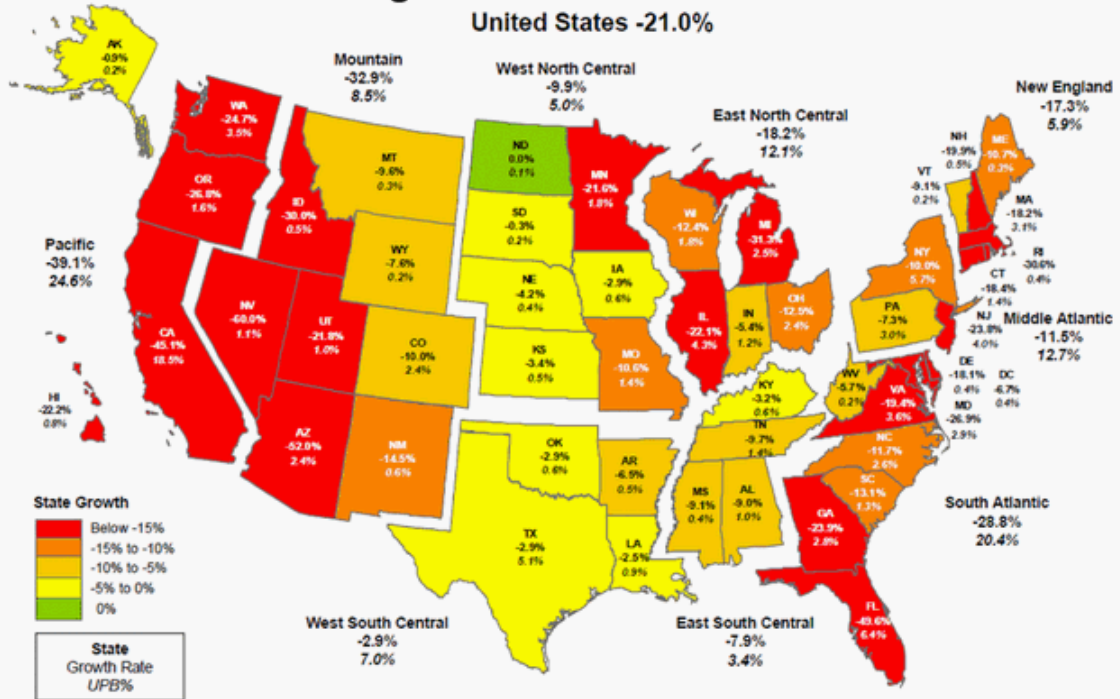 United States -21.0%
AK
-0.9%
0.2%
Mountain
-32.9%
8.5%
West North Central
-9.9%
5.0%
East North Central
-18.2%
12.1%
New England
-17.3%
5.9%
WA
-24.7%
3.5%
OR
-26.8%
1.6%
ID
-30.0%
0.5%
MT
-9.6%
0.3%
WY
-7.6%
0.2%
ND
0.0%
0.1%
SD
-0.3%
0.2%
NE
-4.2%
0.4%
KS
-3.4%
0.5%
MN
-21.6%
1.8%
IA
-2.9%
0.6%
MO
-10.6%
1.4%
WI
-12.4%
1.8%
MI
-31.3%
2.5%
IL
-22.1%
4.3%
IN
-5.4%
1.2%
OH
-12.5%
2.4%
NH
-19.9%
0.5%
VT
-9.1%
0.2%
ME
-10.7%
0.3%
MA
-18.2%
3.1%
RI
-30.6%
0.4%
CT
-18.4%
1.4%
NY
-10.0%
5.7%
PA
-7.3%
3.0%
NJ
-23.8%
4.0%
Middle Atlantic
-11.5%
12.7%
Pacific
-39.1%
24.6%
CA
-45.1%
18.5%
NV
-60.0%
1.1%
UT
-21.8%
1.0%
CO
-10.0%
2.4%
AZ
-52.0%
2.4%
NM
-14.5%
0.6%
HI
-22.2%
0.8%
OK
-2.9%
0.6%
TX
-2.9%
5.1%
AR
-6.5%
0.5%
LA
-2.5%
0.9%
KY
-3.2%
0.6%
TN
-9.7%
1.4%
MS
-9.1%
0.4%
AL
-9.0%
1.0%
WV
-5.7%
0.2%
VA
-19.4%
3.6%
DE
-18.1%
0.4%
DC
-6.7%
0.4%
MD
-26.9%
2.9%
NC
-11.7%
2.6%
SC
-13.1%
1.3%
GA
-23.9%
2.8%
FL
-49.6%
6.4%
South Atlantic
-28.8%
20.4%
West South Central
-2.9%
7.0%
East South Central
-7.9%
3.4%
State Growth
Below -15%
-15% to -10%
-10% to -5%
-5% to 0%
0%
State
Growth Rate
UPB%